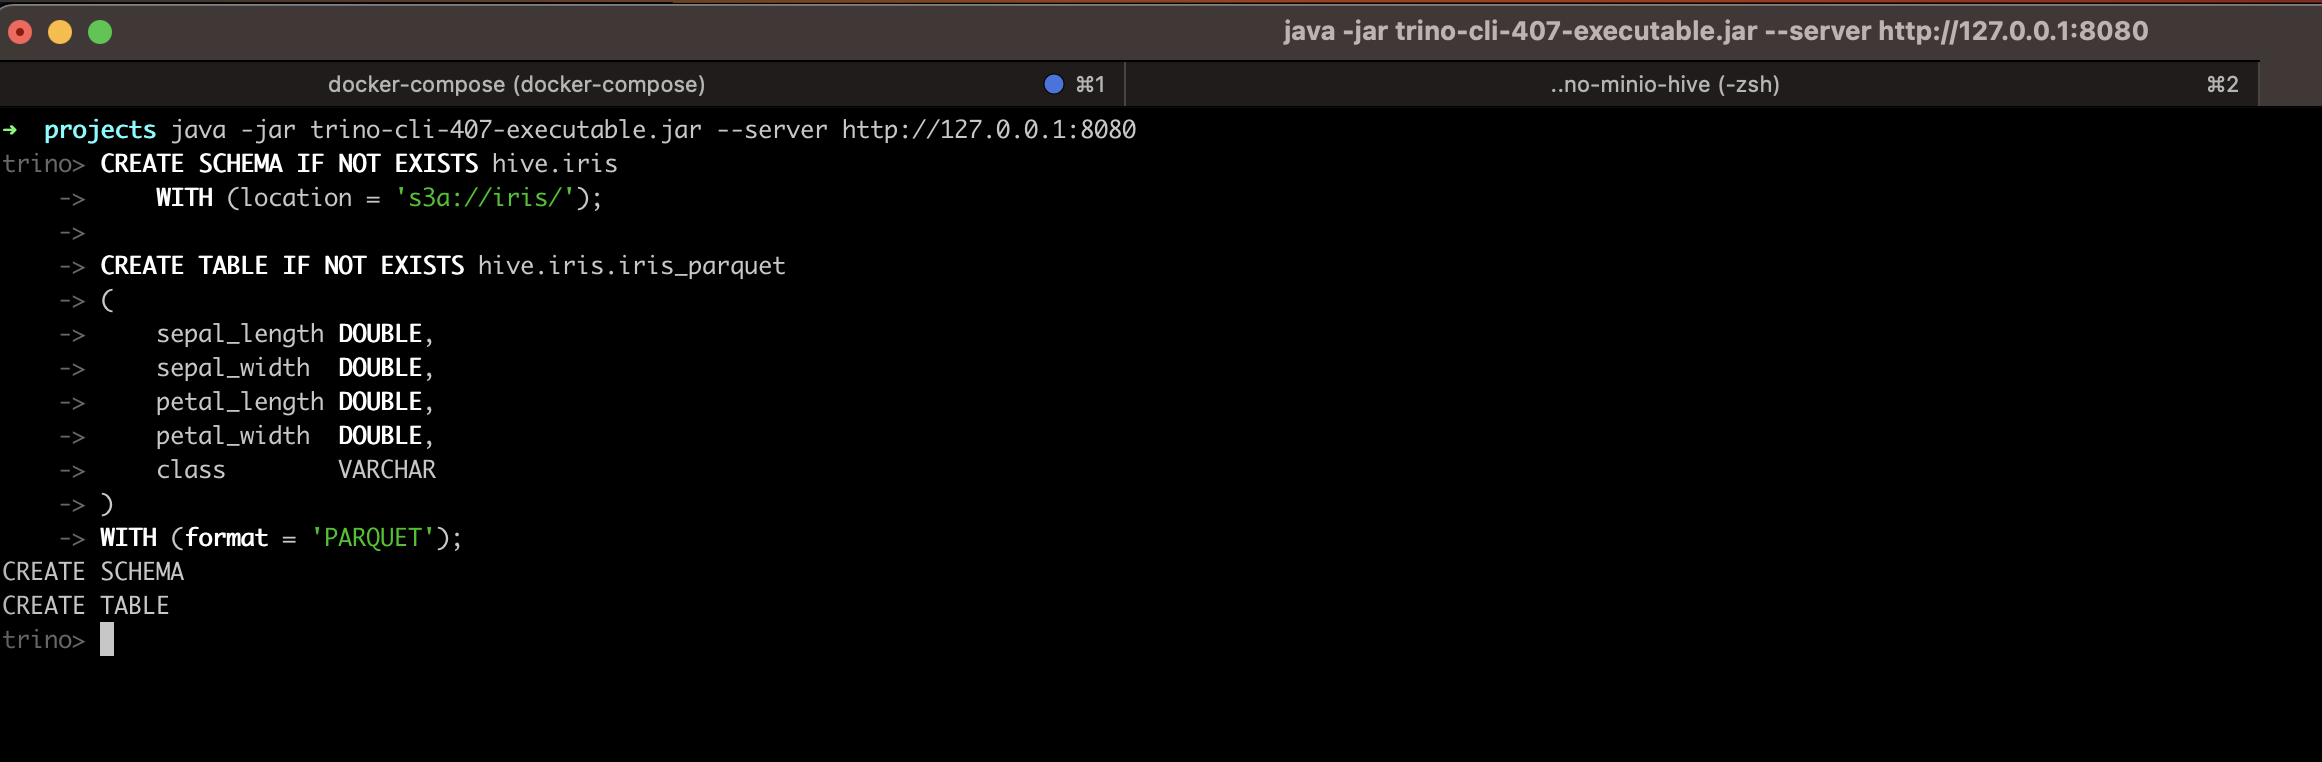 java -jar trino-cli-407-executable.jar --server http://127.0.0.1:8080
docker-compose (docker-compose) ⌘1 ..no-minio-hive (-zsh) ⌘2
➜  projects java -jar trino-cli-407-executable.jar --server http://127.0.0.1:8080
trino> CREATE SCHEMA IF NOT EXISTS hive.iris
    ->     WITH (location = 's3a://iris/');
    ->
    -> CREATE TABLE IF NOT EXISTS hive.iris.iris_parquet
    -> (
    ->     sepal_length DOUBLE,
    ->     sepal_width  DOUBLE,
    ->     petal_length DOUBLE,
    ->     petal_width  DOUBLE,
    ->     class        VARCHAR
    -> )
    -> WITH (format = 'PARQUET');
CREATE SCHEMA
CREATE TABLE
trino>